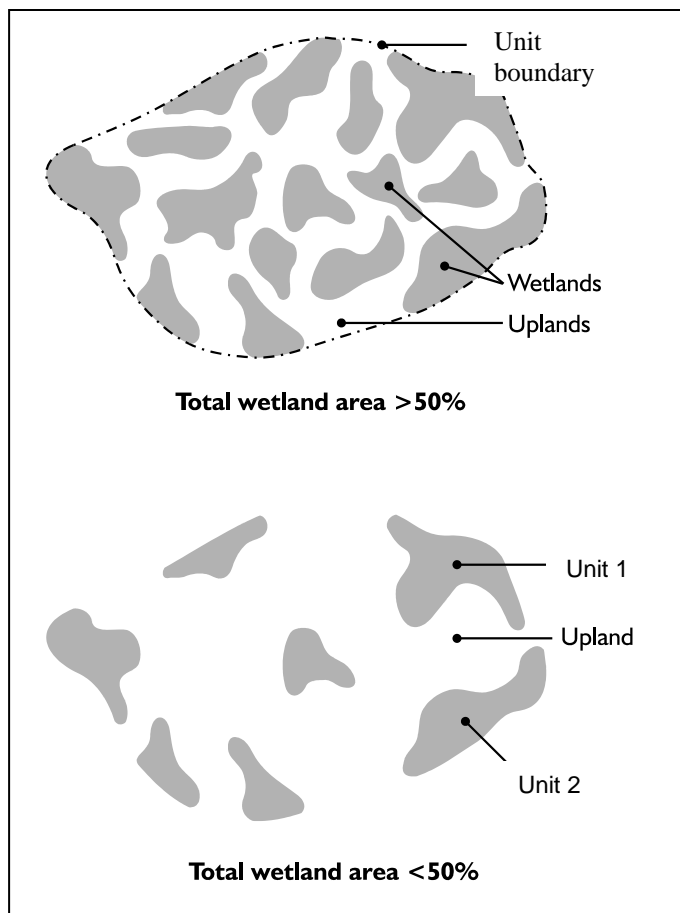 Unit
boundary
Wetlands
Uplands
Total wetland area >50%
Unit 1
Upland
Unit 2
Total wetland area <50%